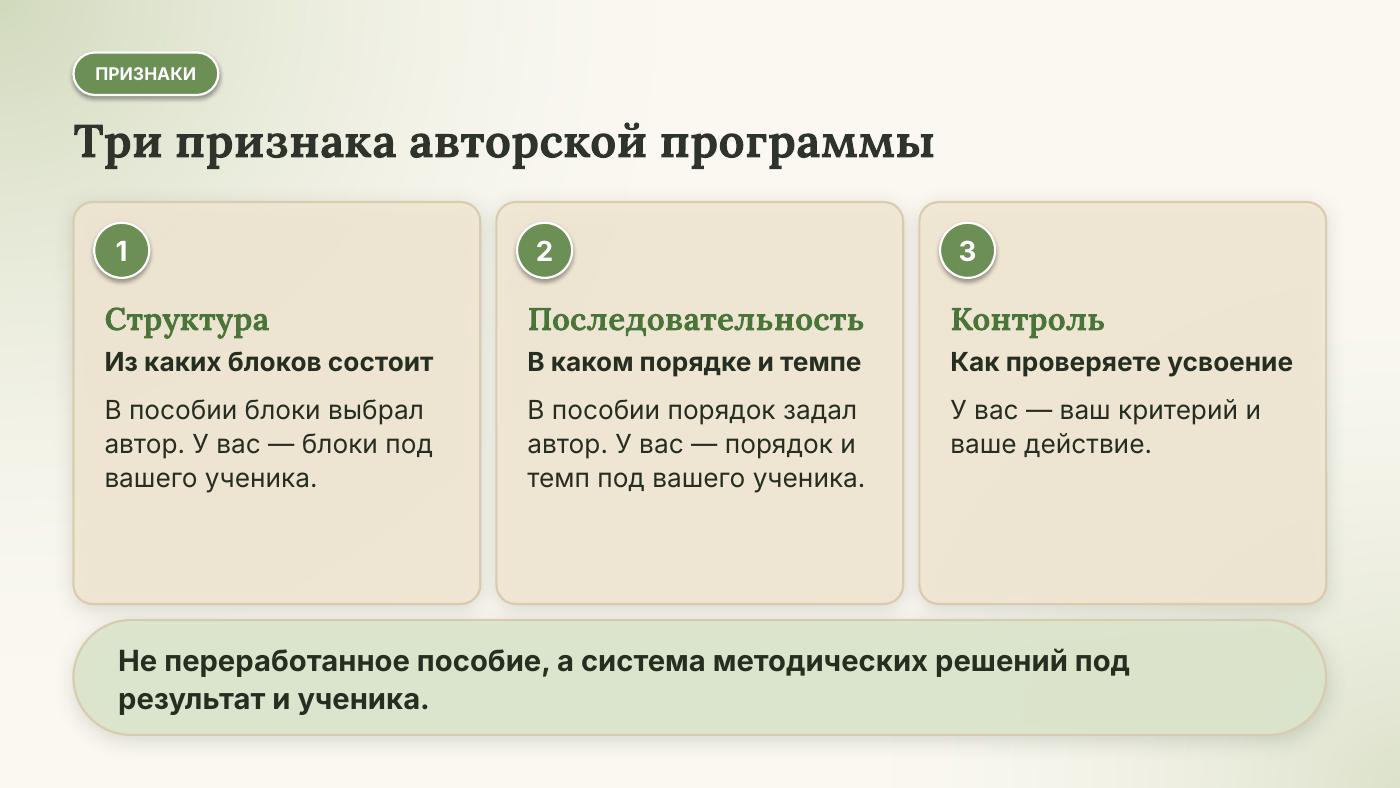 ПРИЗНАКИ
Три признака авторской программы
1
Структура
Из каких блоков состоит
В пособии блоки выбрал
автор. У вас — блоки под
вашего ученика.
2
Последовательность
В каком порядке и темпе
В пособии порядок задал
автор. У вас — порядок и
темп под вашего ученика.
3
Контроль
Как проверяете усвоение
У вас — ваш критерий и
ваше действие.
Не переработанное пособие, а система методических решений под
результат и ученика.